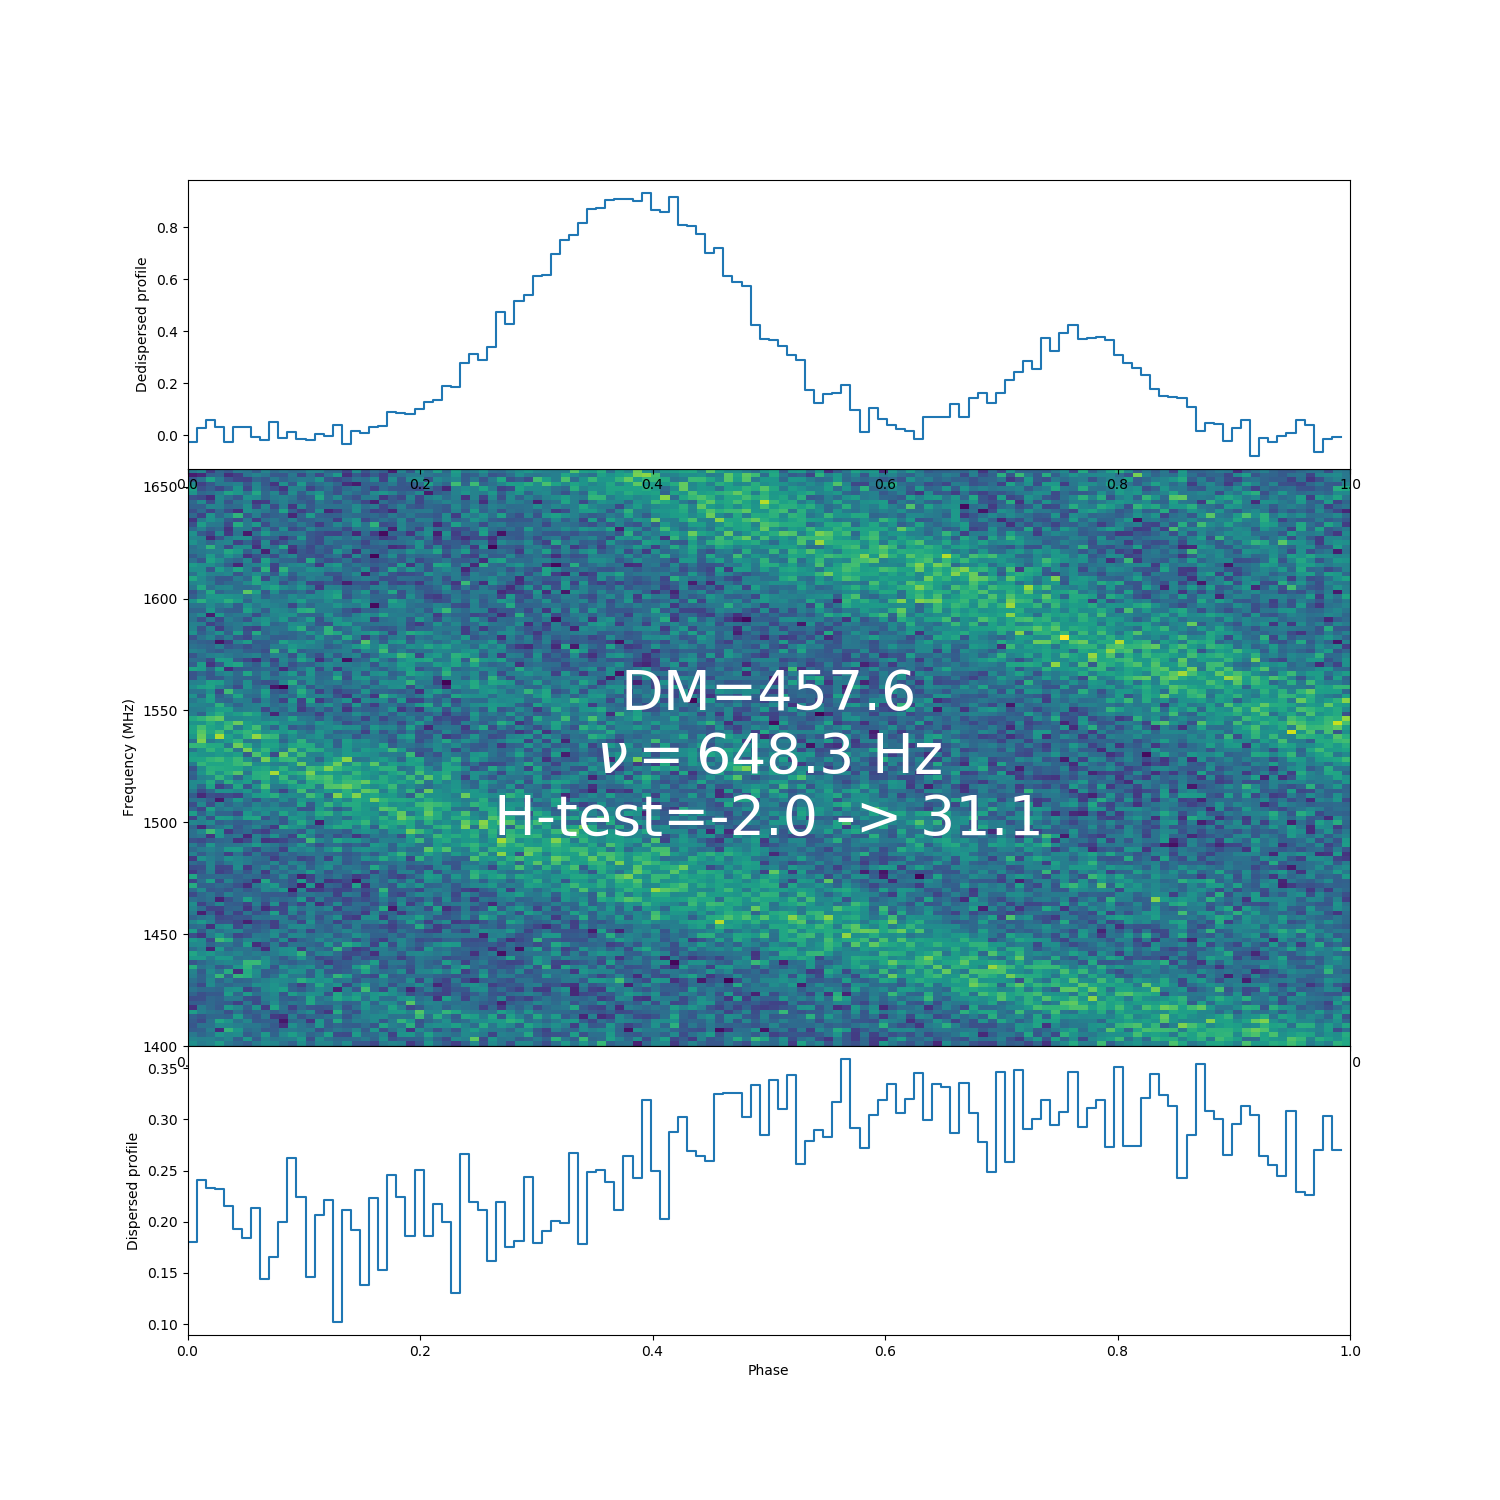 0.8
0.6
0.4
0.2
0.0
Dedispersed profile
0.0 0.2 0.4 0.6 0.8 1.0
1650
1600
1550
1500
1450
1400
Frequency (MHz)
DM=457.6
ν = 648.3 Hz
H-test=-2.0 -> 31.1
0.35
0.30
0.25
0.20
0.15
0.10
Dispersed profile
0.0 0.2 0.4 0.6 0.8 1.0
Phase